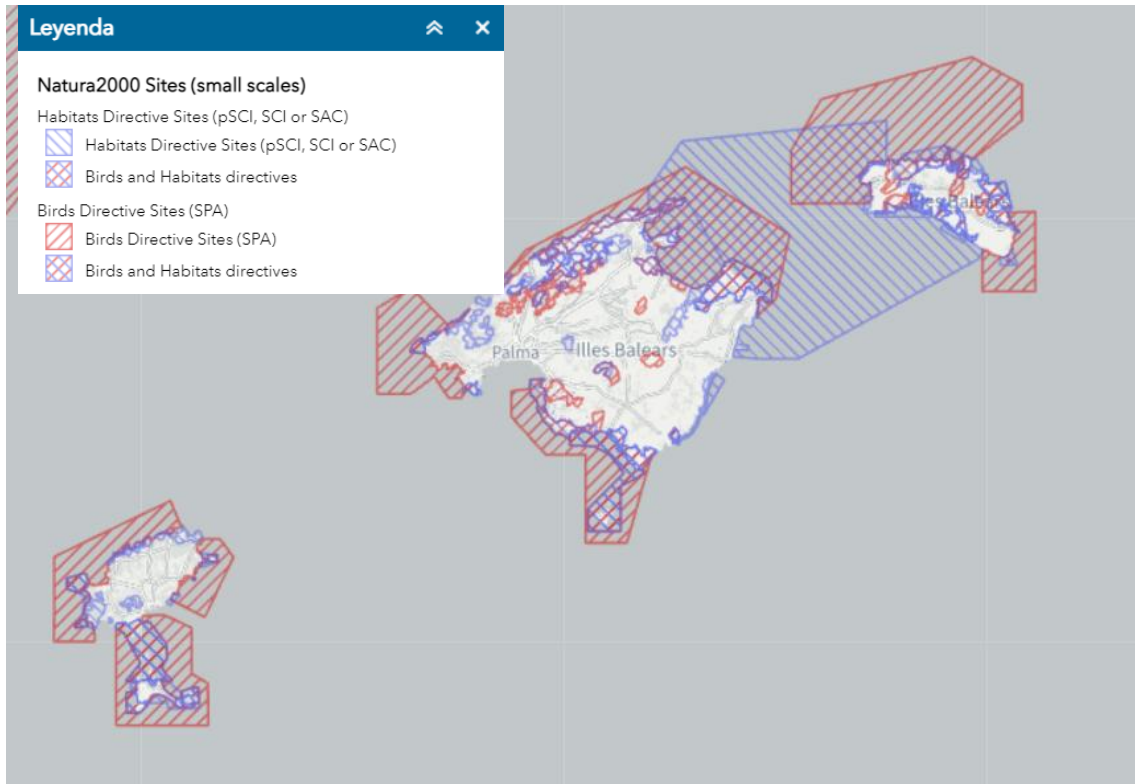 Leyenda
Natura2000 Sites (small scales)
Habitats Directive Sites (pSCI, SCI or SAC)
Habitats Directive Sites (pSCI, SCI or SAC)
Birds and Habitats directives
Birds Directive Sites (SPA)
Birds Directive Sites (SPA)
Birds and Habitats directives
Illes Balears
Palma
Illes Balears